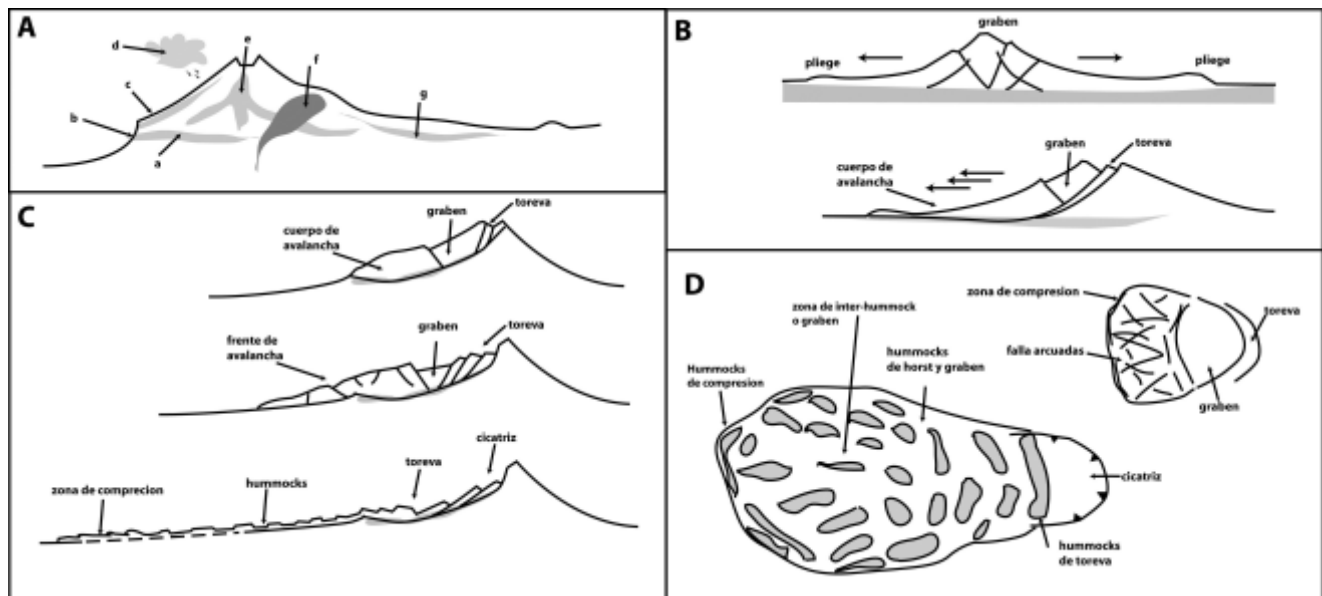 A
d
e
f
c
g
b
a
B
graben
pliege
pliege
graben
toreva
cuerpo de
avalancha
C
toreva
graben
cuerpo de
avalancha
toreva
graben
frente de
avalancha
cicatriz
toreva
hummocks
zona de comprecion
D
zona de compresion
toreva
falla arcuadas
graben
zona de inter-hummock
o graben
hummocks
de horst y graben
Hummocks
de compresion
cicatriz
hummocks
de toreva